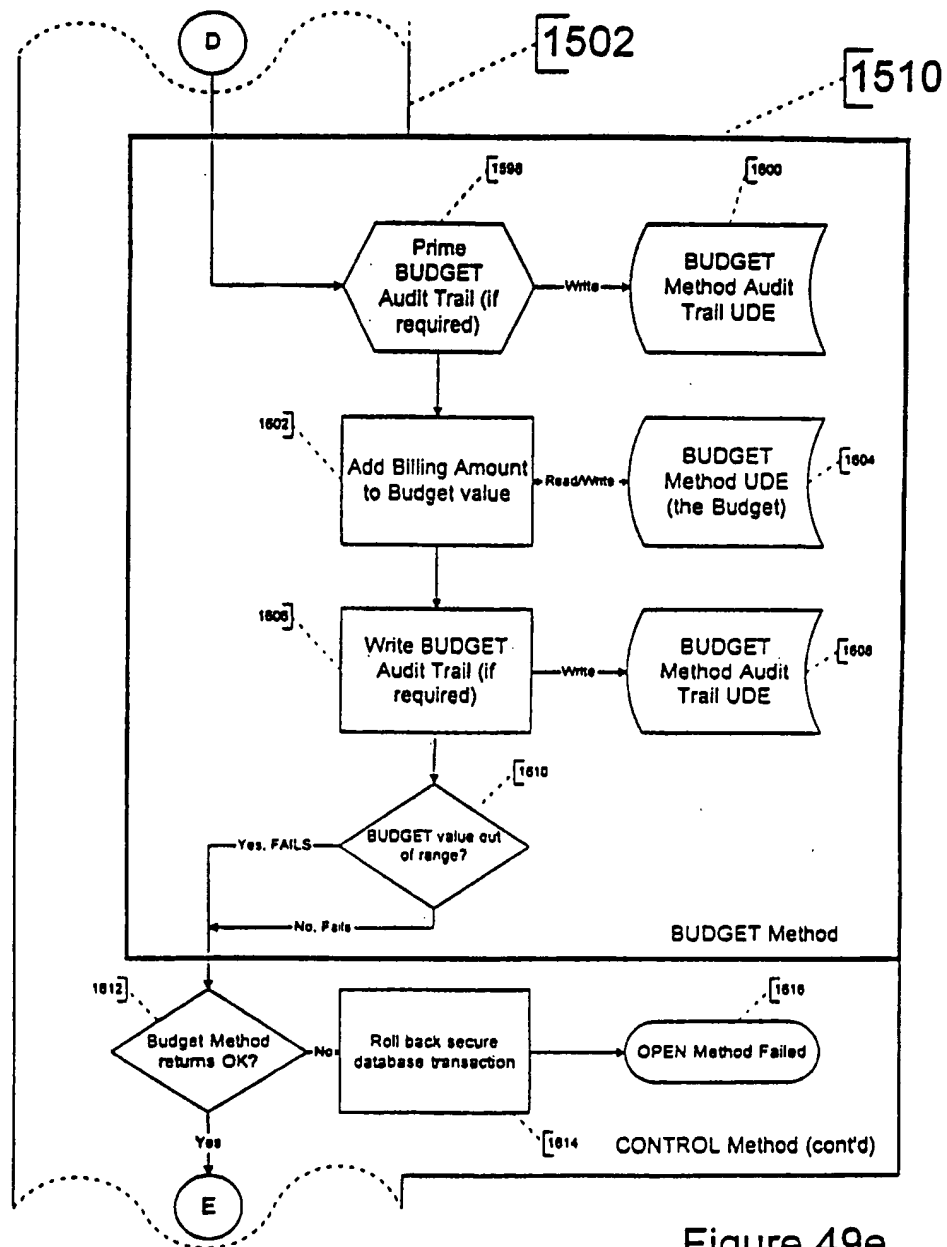 D
1502
1510
1598
1600
Prime
BUDGET
Audit Trail (if
required)
Write
BUDGET
Method Audit
Trail UDE
1602
Add Billing Amount
to Budget value
Read/Write
BUDGET
Method UDE
(the Budget)
1604
1606
Write BUDGET
Audit Trail (if
required)
Write
BUDGET
Method Audit
Trail UDE
1608
1610
BUDGET value out
of range?
Yes, FAILS
No, Fails
BUDGET Method
1612
Budget Method
returns OK?
No
Roll back secure
database transaction
1616
OPEN Method Failed
Yes
1614
CONTROL Method (cont'd)
E
Figure 49e